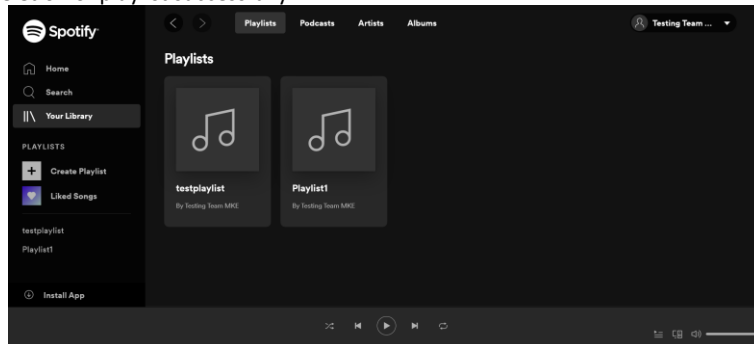 Spotify
Playlists Podcasts Artists Albums
Testing Team ...
Home
Search
Your Library
PLAYLISTS
Create Playlist
Liked Songs
testplaylist
Playlist1
Install App
Playlists
testplaylist
By Testing Team MKE
Playlist1
By Testing Team MKE